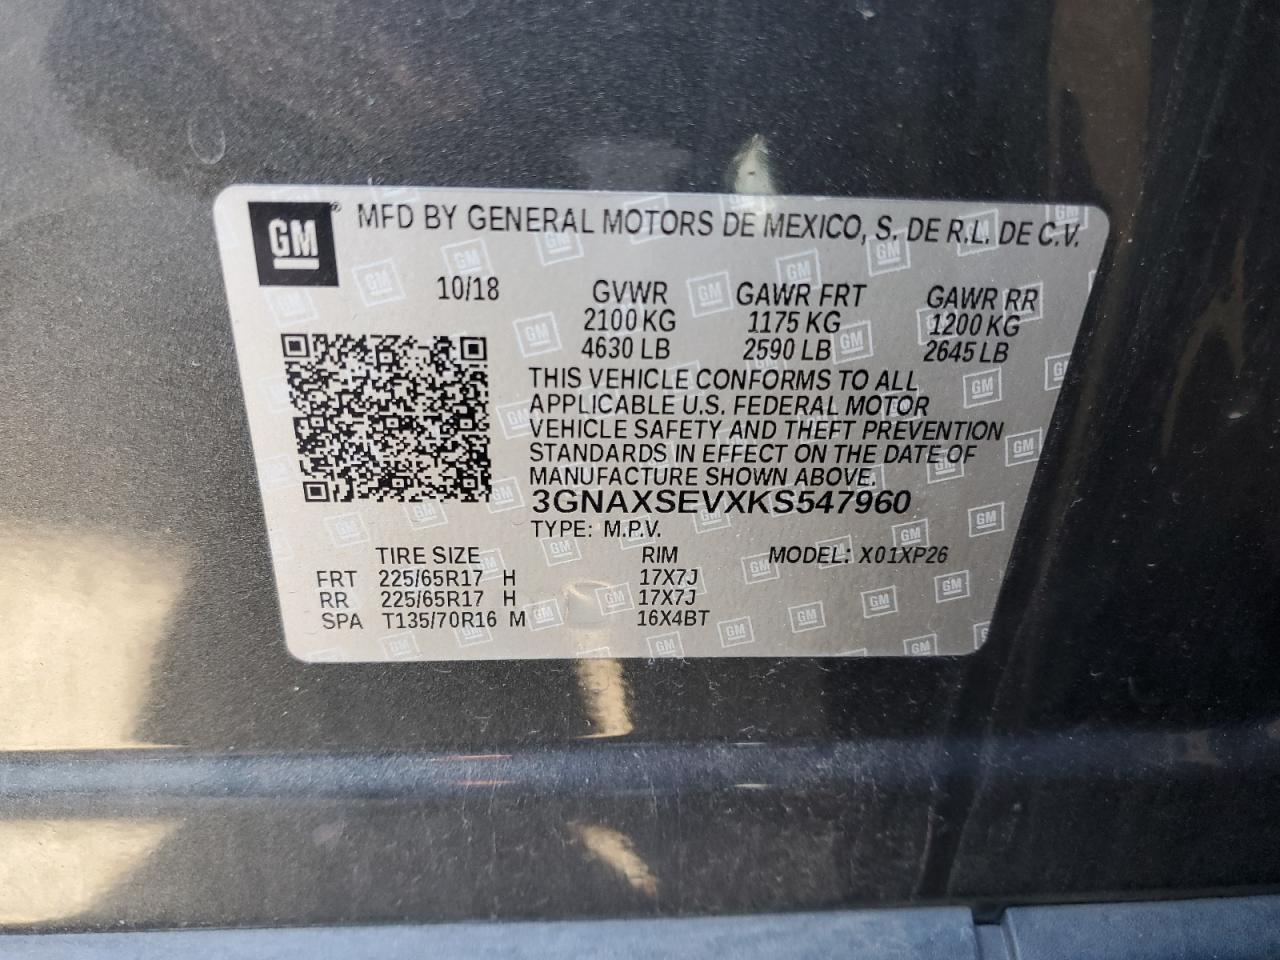 GM ® MFD BY GENERAL MOTORS DE MEXICO, S. DE R.L. DE C.V.
10/18 GVWR GAWR FRT GAWR RR
2100 KG 1175 KG 1200 KG
4630 LB 2590 LB 2645 LB
THIS VEHICLE CONFORMS TO ALL
APPLICABLE U.S. FEDERAL MOTOR
VEHICLE SAFETY AND THEFT PREVENTION
STANDARDS IN EFFECT ON THE DATE OF
MANUFACTURE SHOWN ABOVE.
3GNAXSEVXKS547960
TYPE: M.P.V.
TIRE SIZE RIM MODEL: X01XP26
FRT 225/65R17 H 17X7J
RR 225/65R17 H 17X7J
SPA T135/70R16 M 16X4BT